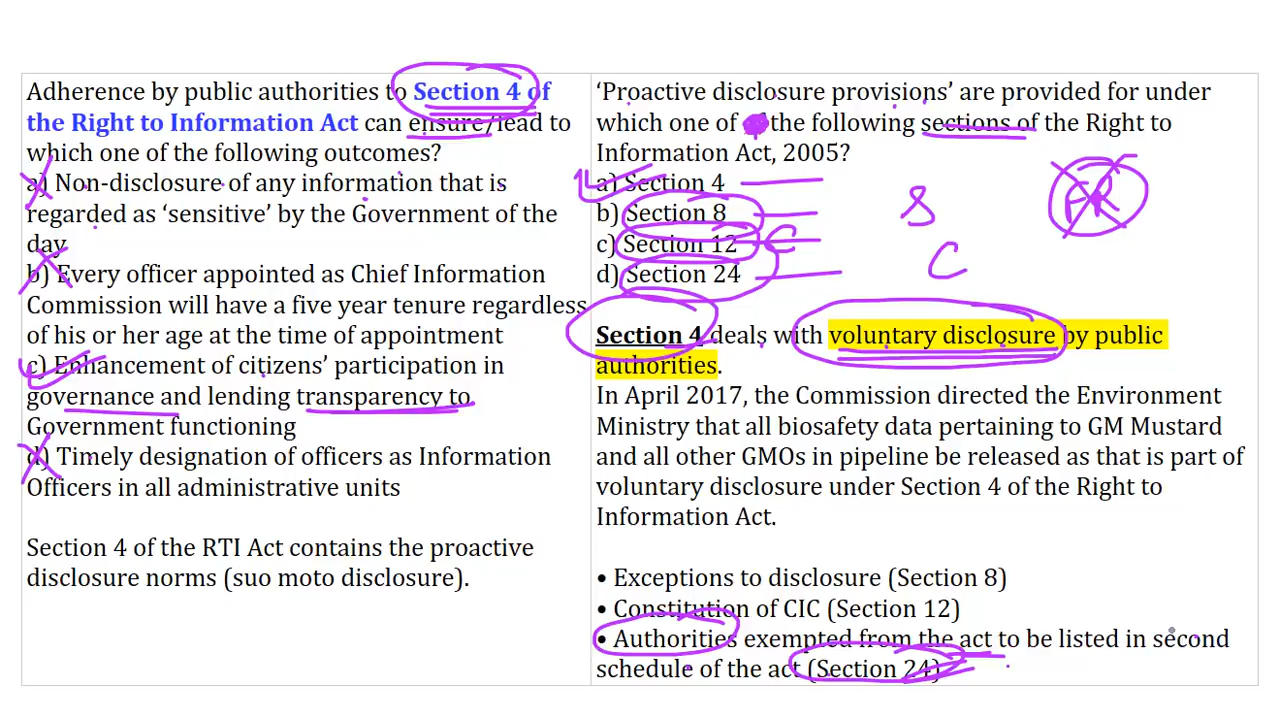 Adherence by public authorities to Section 4 of
the Right to Information Act can ensure/lead to
which one of the following outcomes?
a) Non-disclosure of any information that is
regarded as ‘sensitive’ by the Government of the
day
b) Every officer appointed as Chief Information
Commission will have a five year tenure regardless
of his or her age at the time of appointment
c) Enhancement of citizens’ participation in
governance and lending transparency to
Government functioning
d) Timely designation of officers as Information
Officers in all administrative units
Section 4 of the RTI Act contains the proactive
disclosure norms (suo moto disclosure).
‘Proactive disclosure provisions’ are provided for under
which one of the following sections of the Right to
Information Act, 2005?
a) Section 4
b) Section 8
c) Section 12
d) Section 24
8
FR
C
C
Section 4 deals with voluntary disclosure by public
authorities.
In April 2017, the Commission directed the Environment
Ministry that all biosafety data pertaining to GM Mustard
and all other GMOs in pipeline be released as that is part of
voluntary disclosure under Section 4 of the Right to
Information Act.
• Exceptions to disclosure (Section 8)
• Constitution of CIC (Section 12)
• Authorities exempted from the act to be listed in second
schedule of the act (Section 24)